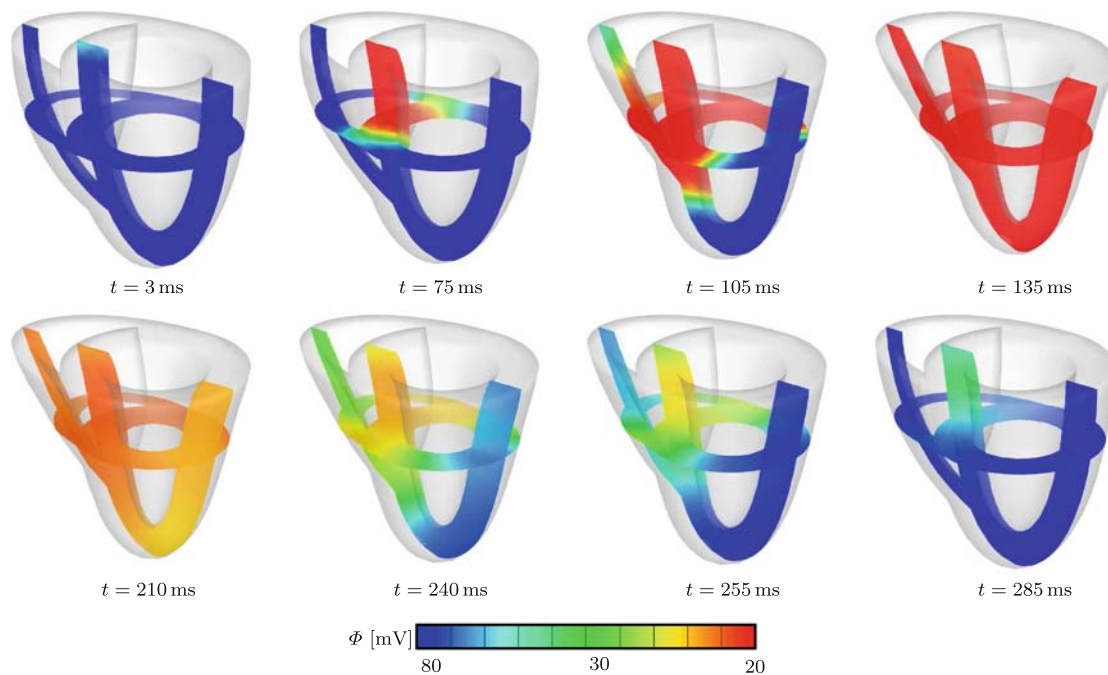 t = 3 ms
t = 75 ms
t = 105 ms
t = 135 ms
t = 210 ms
t = 240 ms
t = 255 ms
t = 285 ms
Φ [mV]
80 30 20